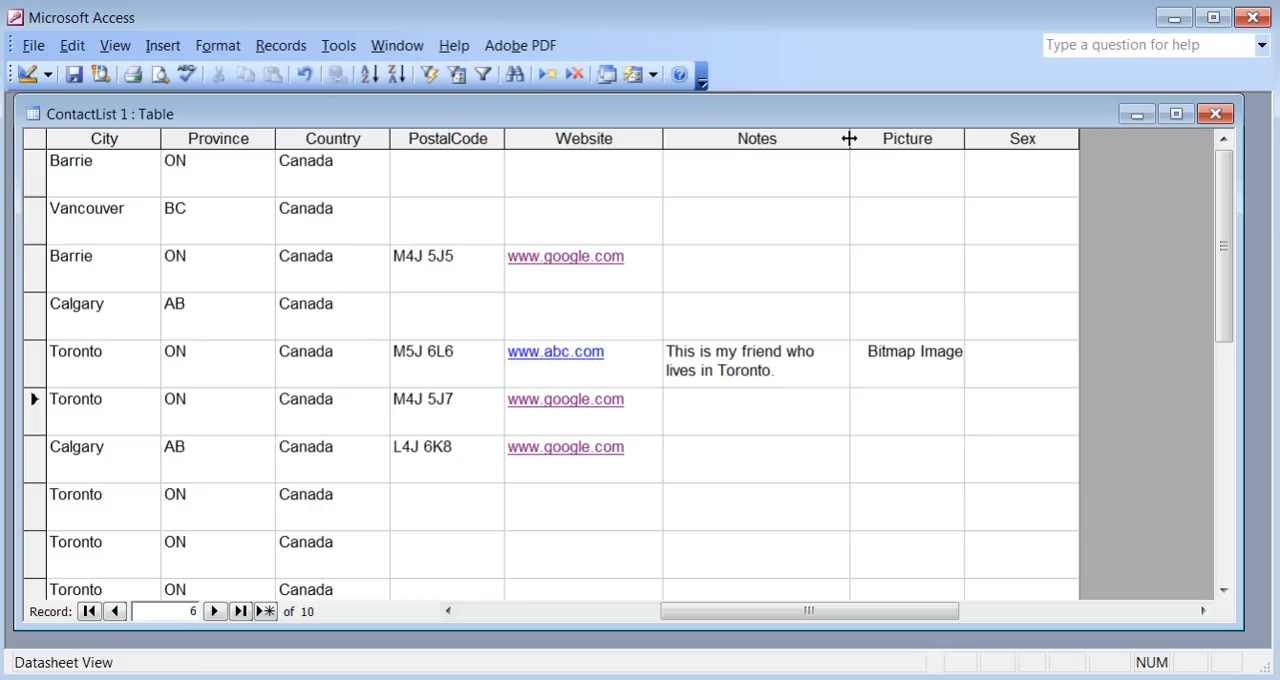 Microsoft Access
File Edit View Insert Format Records Tools Window Help Adobe PDF
Type a question for help
ContactList 1 : Table
City Province Country PostalCode Website Notes Picture Sex
Barrie ON Canada
Vancouver BC Canada
Barrie ON Canada M4J 5J5 www.google.com
Calgary AB Canada
Toronto ON Canada M5J 6L6 www.abc.com This is my friend who Bitmap Image
lives in Toronto.
Toronto ON Canada M4J 5J7 www.google.com
Calgary AB Canada L4J 6K8 www.google.com
Toronto ON Canada
Toronto ON Canada
Toronto ON Canada
Record: 6 of 10
Datasheet View NUM